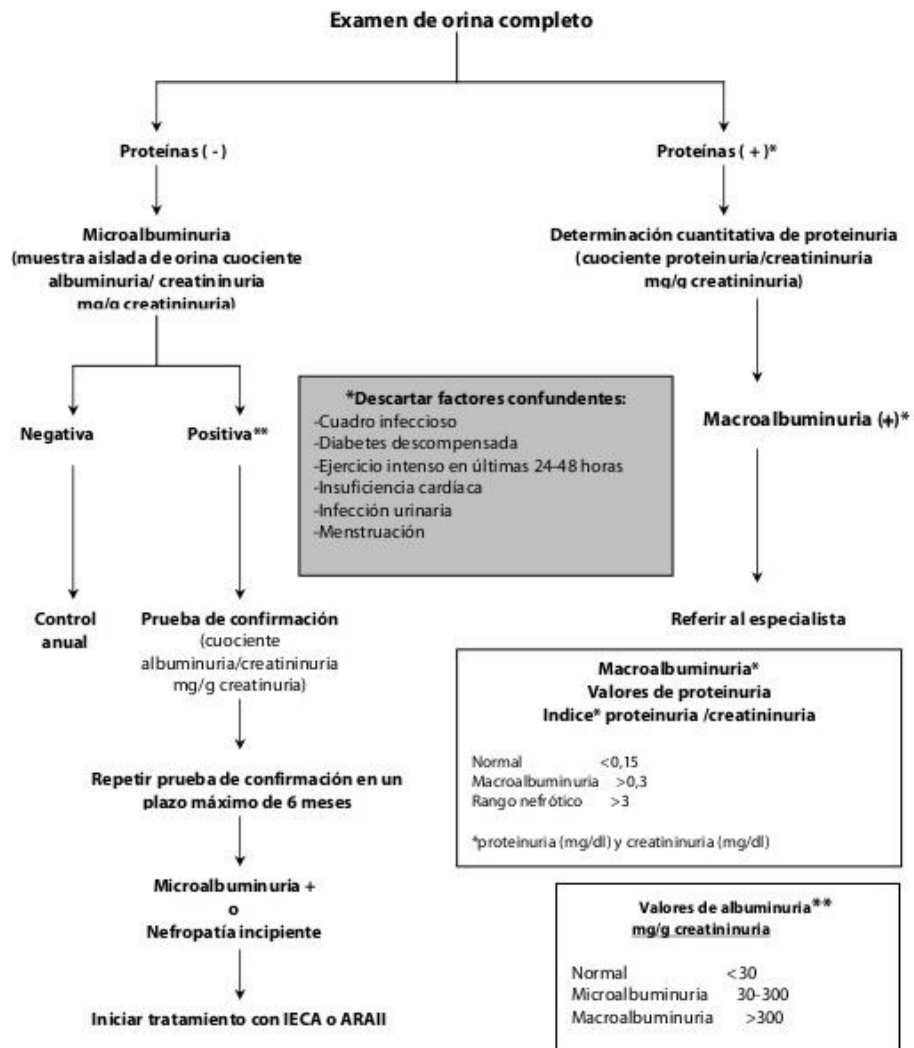 Examen de orina completo
Proteínas ( - )
Proteínas ( + )*
Microalbuminuria
(muestra aislada de orina cuociente
albuminuria/ creatininuria
mg/g creatininuria)
Determinación cuantitativa de proteinuria
(cuociente proteinuria/creatininuria
mg/g creatininuria)
Negativa
Positiva**
*Descartar factores confundentes:
-Cuadro infeccioso
-Diabetes descompensada
-Ejercicio intenso en últimas 24-48 horas
-Insuficiencia cardíaca
-Infección urinaria
-Menstruación
Macroalbuminuria (+)*
Control
anual
Prueba de confirmación
(cuociente
albuminuria/creatininuria
mg/g creatinuria)
Referir al especialista
Repetir prueba de confirmación en un
plazo máximo de 6 meses
Microalbuminuria +
o
Nefropatía incipiente
Iniciar tratamiento con IECA o ARAII
Macroalbuminuria*
Valores de proteinuria
Indice* proteinuria /creatininuria
Normal <0,15
Macroalbuminuria >0,3
Rango nefrótico >3
*proteinuria (mg/dl) y creatininuria (mg/dl)
Valores de albuminuria**
mg/g creatininuria
Normal <30
Microalbuminuria 30-300
Macroalbuminuria >300